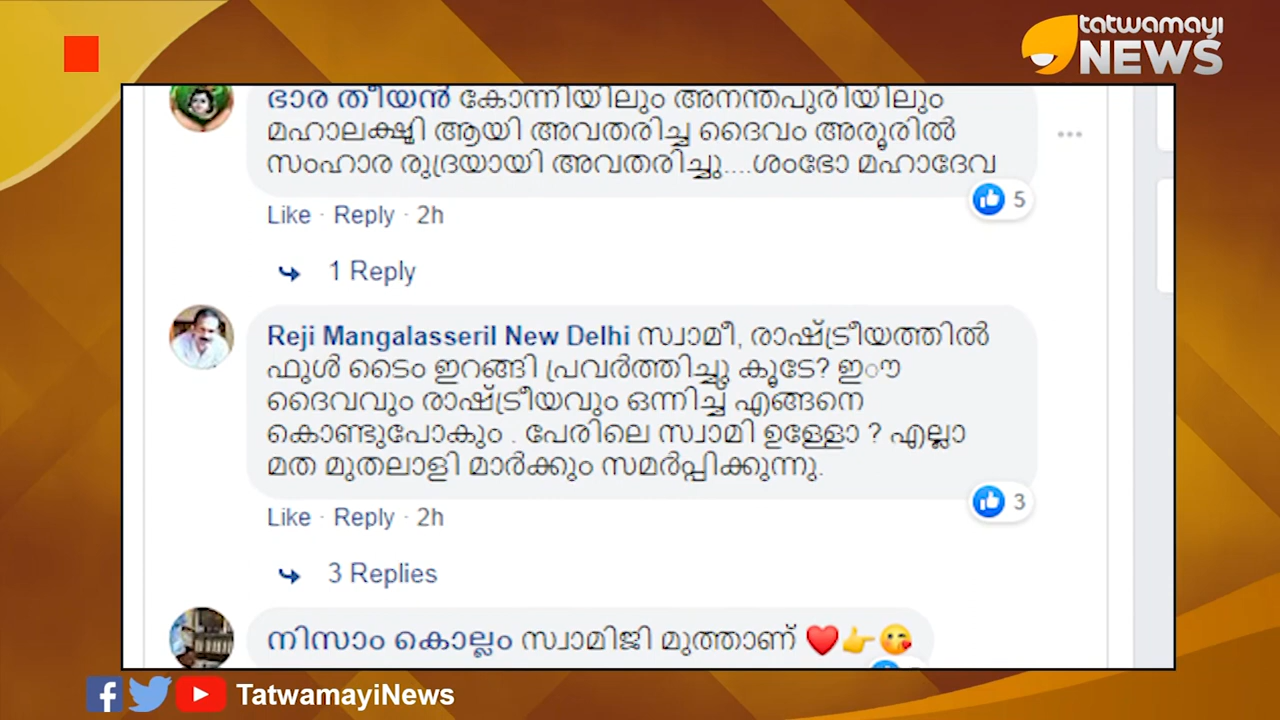 tatwamayi
NEWS
ഭാര തീയൻ കോന്നിയിലും അനന്തപുരിയിലും
മഹാലക്ഷ്മി ആയി അവതരിച്ച ദൈവം അരൂരിൽ
സംഹാര രുദ്രയായി അവതരിച്ചു....ശംഭോ മഹാദേവ
5
Like · Reply · 2h
1 Reply
Reji Mangalasseril New Delhi സ്വാമീ, രാഷ്ട്രീയത്തിൽ
ഫുൾ ടൈം ഇറങ്ങി പ്രവർത്തിച്ചു കൂടേ? ഇൗ
ദൈവവും രാഷ്ട്രീയവും ഒന്നിച്ച് എങ്ങനെ
കൊണ്ടുപോകും . പേരിലെ സ്വാമി ഉള്ളോ ? എല്ലാ
മത മുതലാളി മാർക്കും സമർപ്പിക്കുന്നു.
3
Like · Reply · 2h
3 Replies
നിസാം കൊല്ലം സ്വാമിജി മുത്താണ് ❤️👉😘
TatwamayiNews